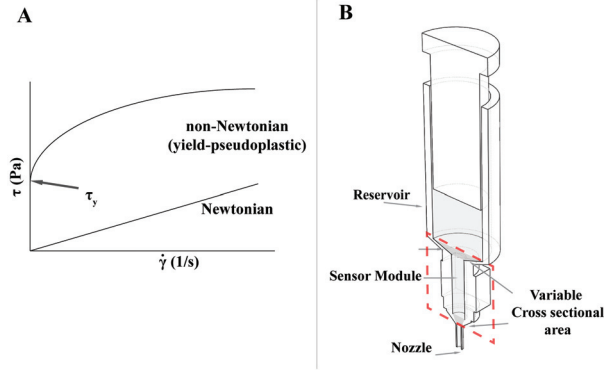 A
τ (Pa)
non-Newtonian
(yield-pseudoplastic)
τy
Newtonian
γ̇ (1/s)
B
Reservoir
Sensor Module
Variable
Cross sectional
area
Nozzle